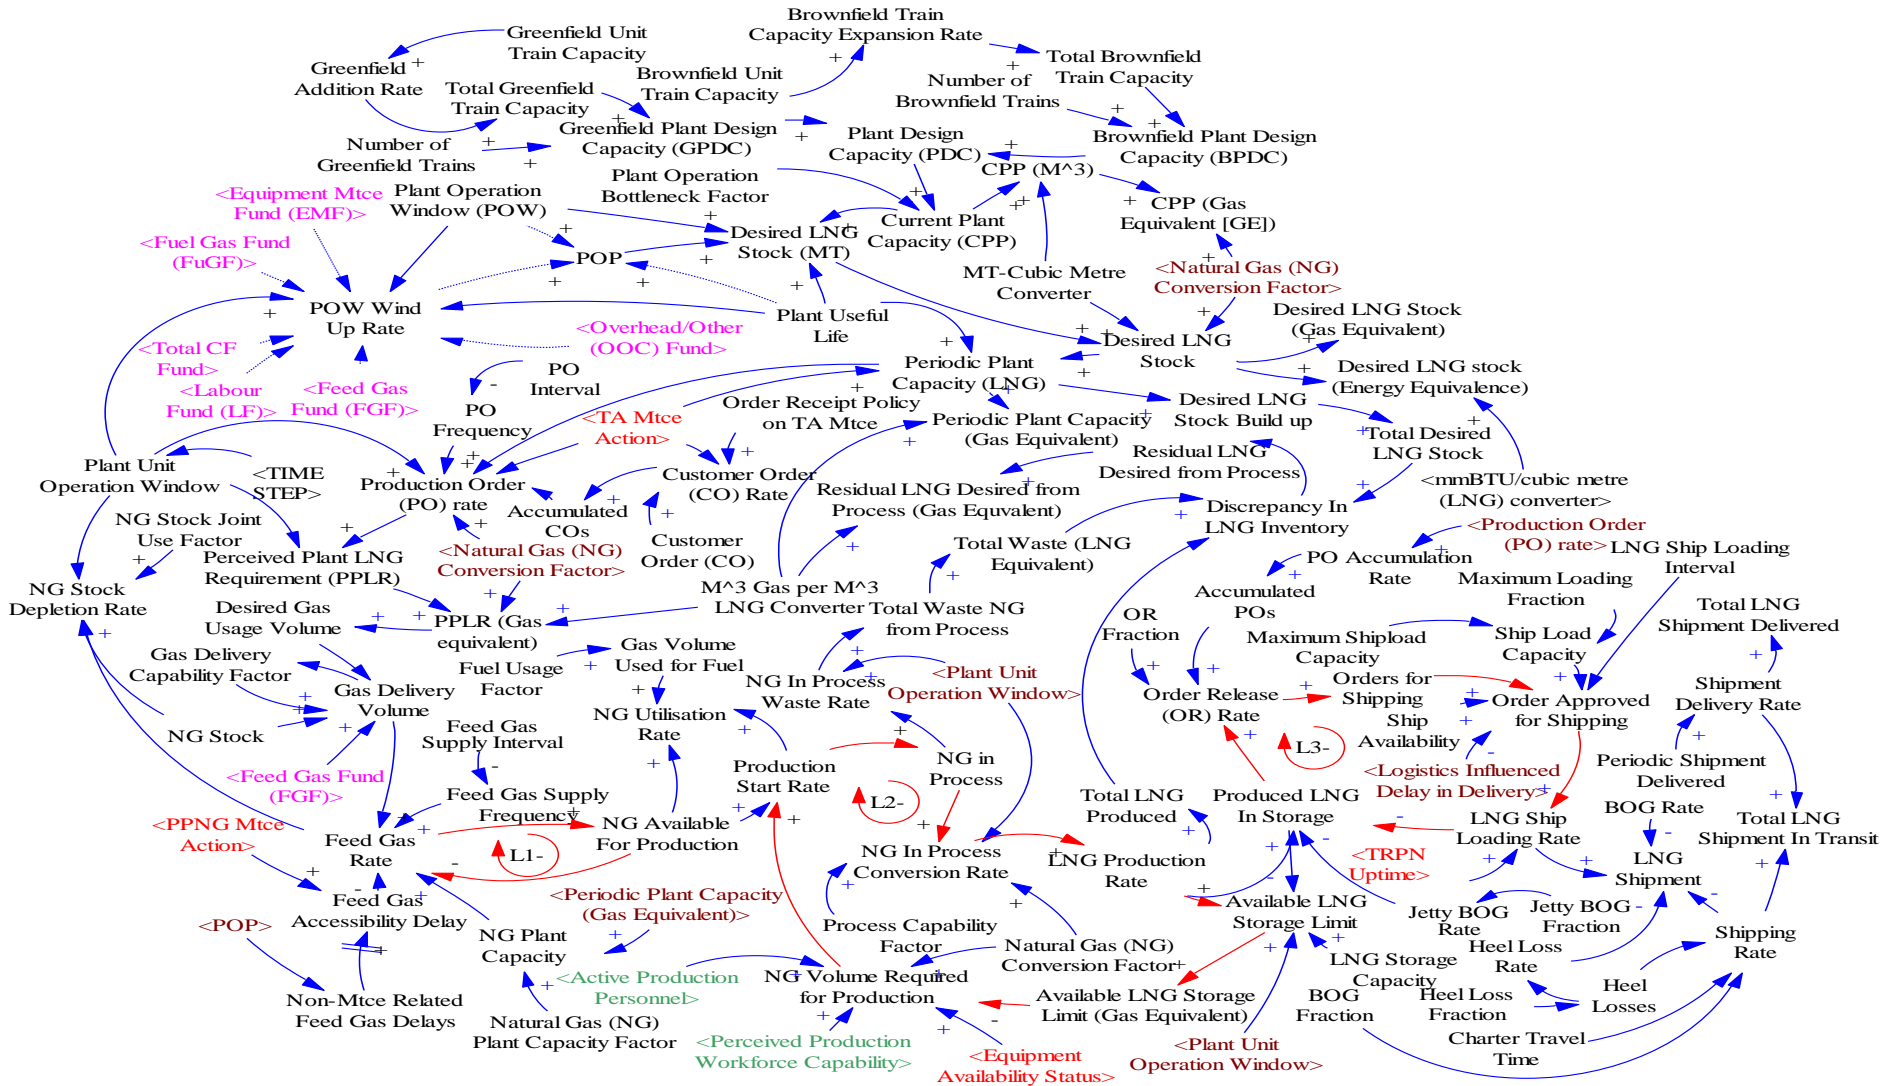 Brownfield Train
Capacity Expansion Rate
Greenfield Unit
Train Capacity
Total Brownfield
Train Capacity
Greenfield
Addition Rate
Brownfield Unit
Train Capacity
Number of
Brownfield Trains
Total Greenfield
Train Capacity
Greenfield Plant Design
Capacity (GPDC)
Plant Design
Capacity (PDC)
Brownfield Plant Design
Capacity (BPDC)
Number of
Greenfield Trains
CPP (M^3)
Plant Operation
Bottleneck Factor
<Equipment Mtce
Fund (EMF)>
Plant Operation
Window (POW)
CPP (Gas
Equivalent [GE])
Current Plant
Capacity (CPP)
Desired LNG
Stock (MT)
<Fuel Gas Fund
(FuGF)>
POP
MT-Cubic Metre
Converter
<Natural Gas (NG)
Conversion Factor>
POW Wind
Up Rate
Plant Useful
Life
Desired LNG Stock
(Gas Equivalent)
<Overhead/Other
(OOC) Fund>
<Total CF
Fund>
Desired LNG
Stock
<Labour
Fund (LF)>
<Feed Gas
Fund (FGF)>
PO
Interval
Periodic Plant
Capacity (LNG)
Desired LNG stock
(Energy Equivalence)
PO
Frequency
<TA Mtce
Action>
Order Receipt Policy
on TA Mtce
Periodic Plant Capacity
(Gas Equivalent)
Desired LNG
Stock Build up
Total Desired
LNG Stock
Plant Unit
Operation Window
<TIME
STEP>
Production Order
(PO) rate
Customer Order
(CO) Rate
Residual LNG
Desired from Process
<mmBTU/cubic metre
(LNG) converter>
Residual LNG Desired from
Process (Gas Equvalent)
Discrepancy In
LNG Inventory
Accumulated
COs
NG Stock Joint
Use Factor
<Production Order
(PO) rate>
Perceived Plant LNG
Requirement (PPLR)
<Natural Gas (NG)
Conversion Factor>
Customer
Order (CO)
Total Waste (LNG
Equivalent)
PO Accumulation
Rate
LNG Ship Loading
Interval
NG Stock
Depletion Rate
M^3 Gas per M^3
LNG Converter
Maximum Loading
Fraction
Accumulated
POs
Desired Gas
Usage Volume
PPLR (Gas
equivalent)
Total Waste NG
from Process
OR
Fraction
Total LNG
Shipment Delivered
Maximum Shipload
Capacity
Ship Load
Capacity
Gas Delivery
Capability Factor
Fuel Usage
Factor
Gas Volume
Used for Fuel
NG In Process
Waste Rate
<Plant Unit
Operation Window>
Order Release
(OR) Rate
Orders for
Shipping
Order Approved
for Shipping
Shipment
Delivery Rate
Gas Delivery
Volume
NG Utilisation
Rate
Ship
Availability
NG Stock
Feed Gas
Supply Interval
L3-
<Feed Gas Fund
(FGF)>
Production
Start Rate
NG in
Process
<Logistics Influenced
Delay in Delivery>
Periodic Shipment
Delivered
Feed Gas Supply
Frequency
L2-
Total LNG
Produced
Produced LNG
In Storage
BOG Rate
<PPNG Mtce
Action>
Feed Gas
Rate
L1-
NG Available
For Production
LNG Ship
Loading Rate
Total LNG
Shipment In Transit
NG In Process
Conversion Rate
LNG Production
Rate
<TRPN
Uptime>
LNG
Shipment
Feed Gas
Accessibility Delay
<Periodic Plant Capacity
(Gas Equivalent)>
Available LNG
Storage Limit
Jetty BOG
Rate
Jetty BOG
Fraction
<POP>
NG Plant
Capacity
Process Capability
Factor
Natural Gas (NG)
Conversion Factor
Shipping
Rate
Heel Loss
Rate
LNG Storage
Capacity
<Active Production
Personnel>
NG Volume Required
for Production
Non-Mtce Related
Feed Gas Delays
Available LNG Storage
Limit (Gas Equivalent)
BOG
Fraction
Heel Loss
Fraction
Heel
Losses
Natural Gas (NG)
Plant Capacity Factor
<Perceived Production
Workforce Capability>
<Equipment
Availability Status>
<Plant Unit
Operation Window>
Charter Travel
Time